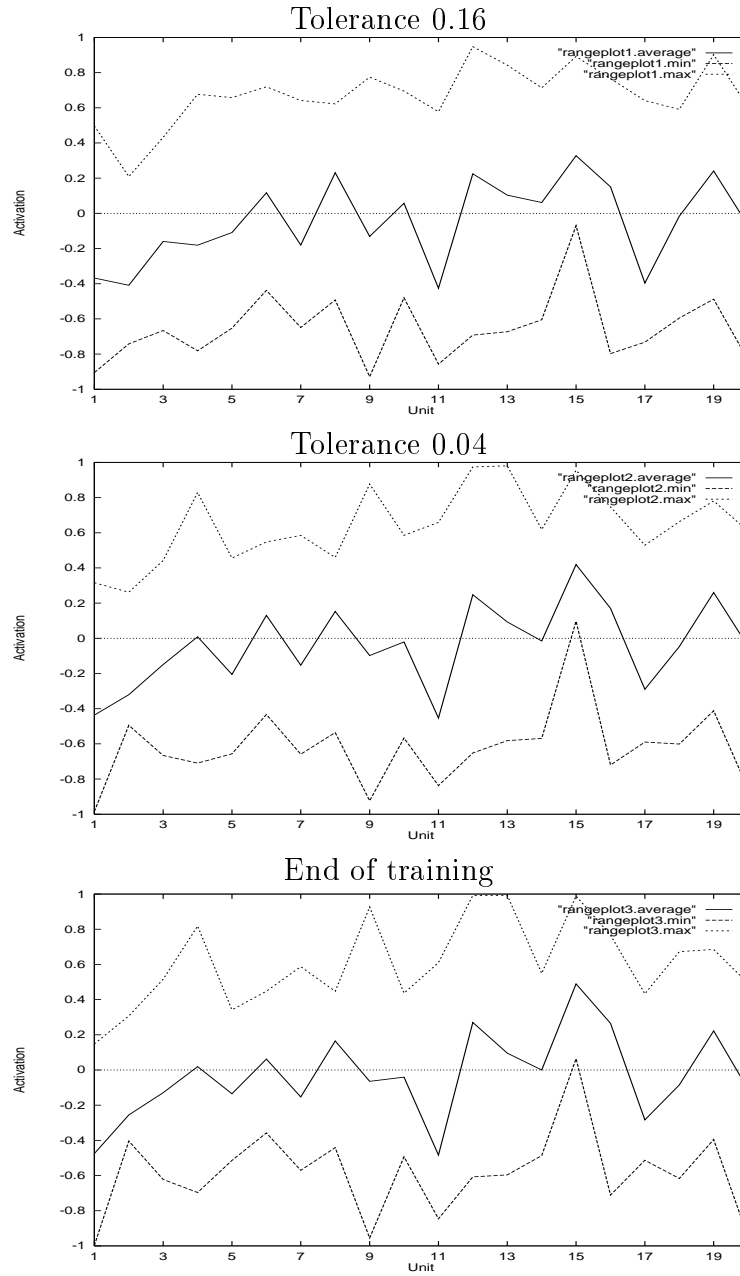 Tolerance 0.16
1
0.8
0.6
0.4
0.2
0
-0.2
-0.4
-0.6
-0.8
-1
Activation
"rangeplot1.average"
"rangeplot1.min"
"rangeplot1.max"
1 3 5 7 9 11 13 15 17 19
Unit
Tolerance 0.04
1
0.8
0.6
0.4
0.2
0
-0.2
-0.4
-0.6
-0.8
-1
Activation
"rangeplot2.average"
"rangeplot2.min"
"rangeplot2.max"
1 3 5 7 9 11 13 15 17 19
Unit
End of training
1
0.8
0.6
0.4
0.2
0
-0.2
-0.4
-0.6
-0.8
-1
Activation
"rangeplot3.average"
"rangeplot3.min"
"rangeplot3.max"
1 3 5 7 9 11 13 15 17 19
Unit